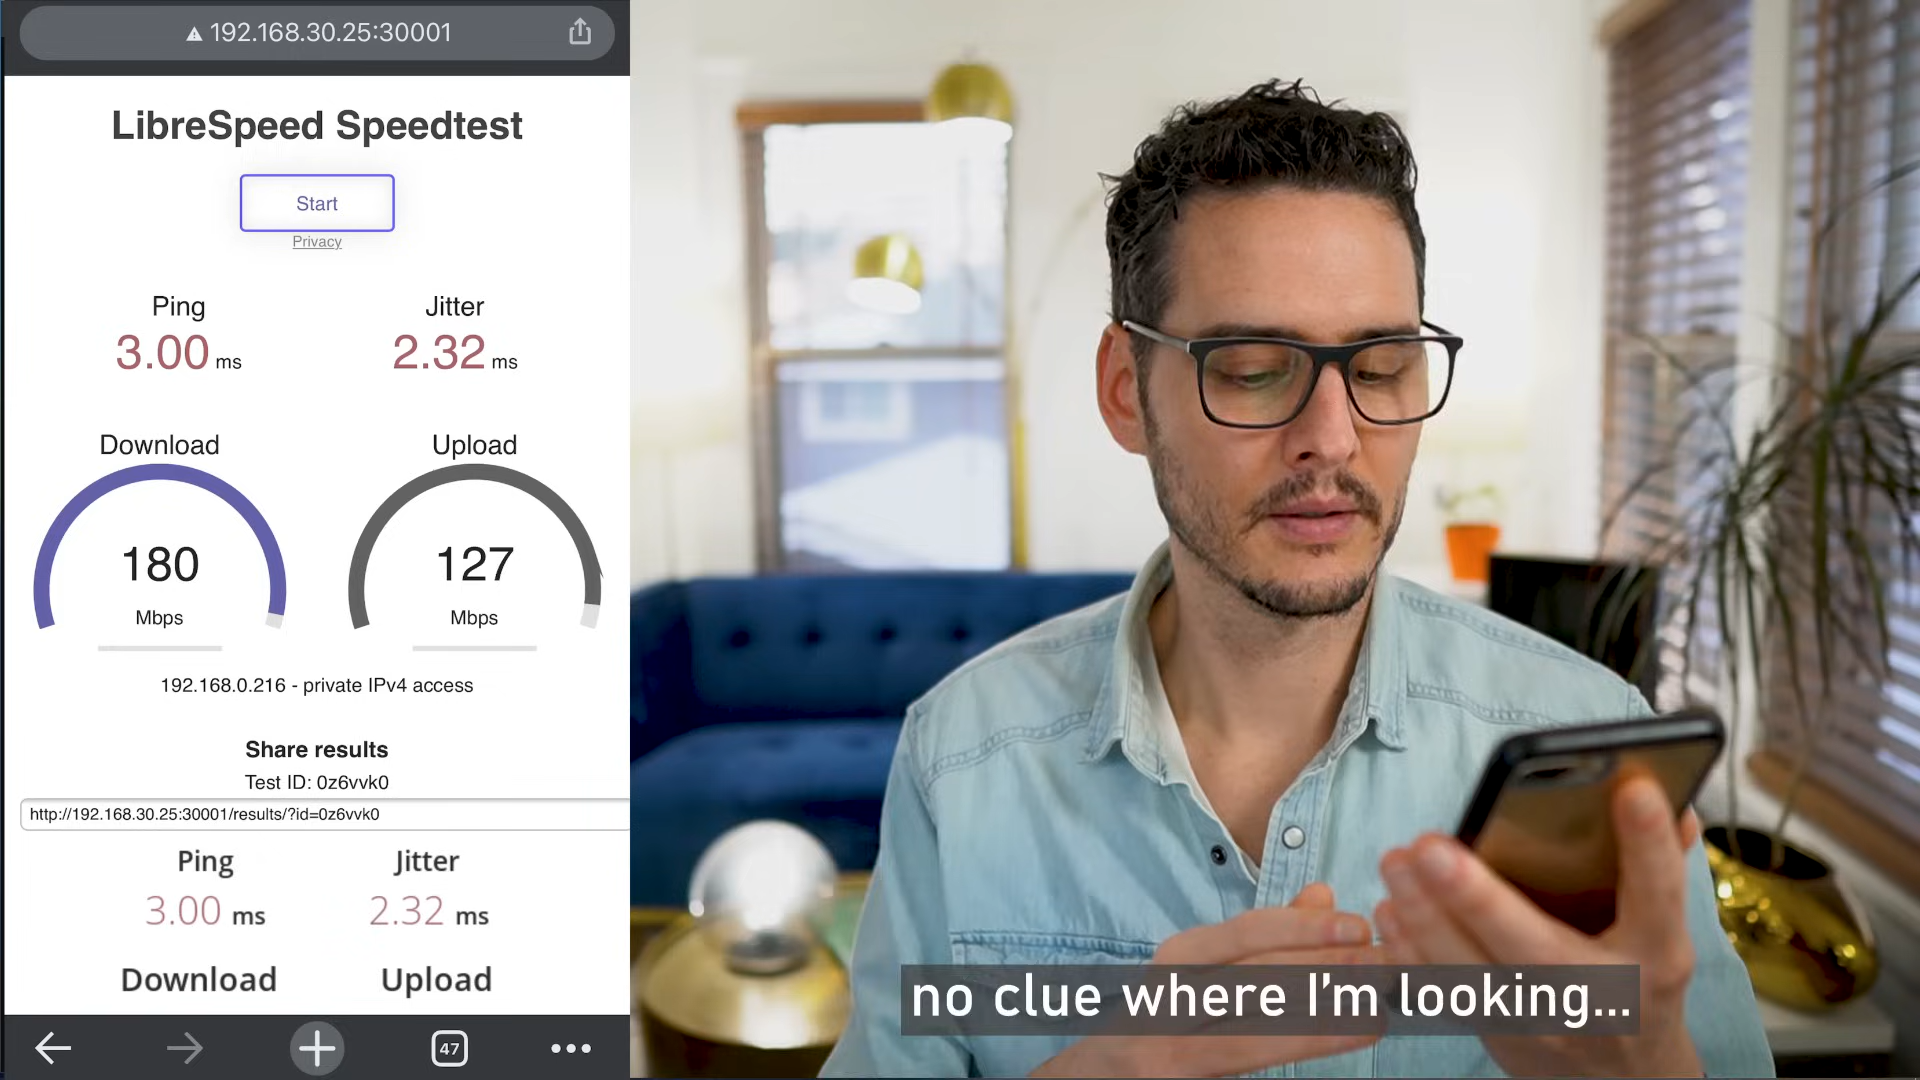 192.168.30.25:30001
LibreSpeed Speedtest
Start
Privacy
Ping
3.00 ms
Jitter
2.32 ms
Download
180
Mbps
Upload
127
Mbps
192.168.0.216 - private IPv4 access
Share results
Test ID: 0z6vvk0
http://192.168.30.25:30001/results/?id=0z6vvk0
Ping
3.00 ms
Jitter
2.32 ms
Download
Upload
47
no clue where I'm looking...